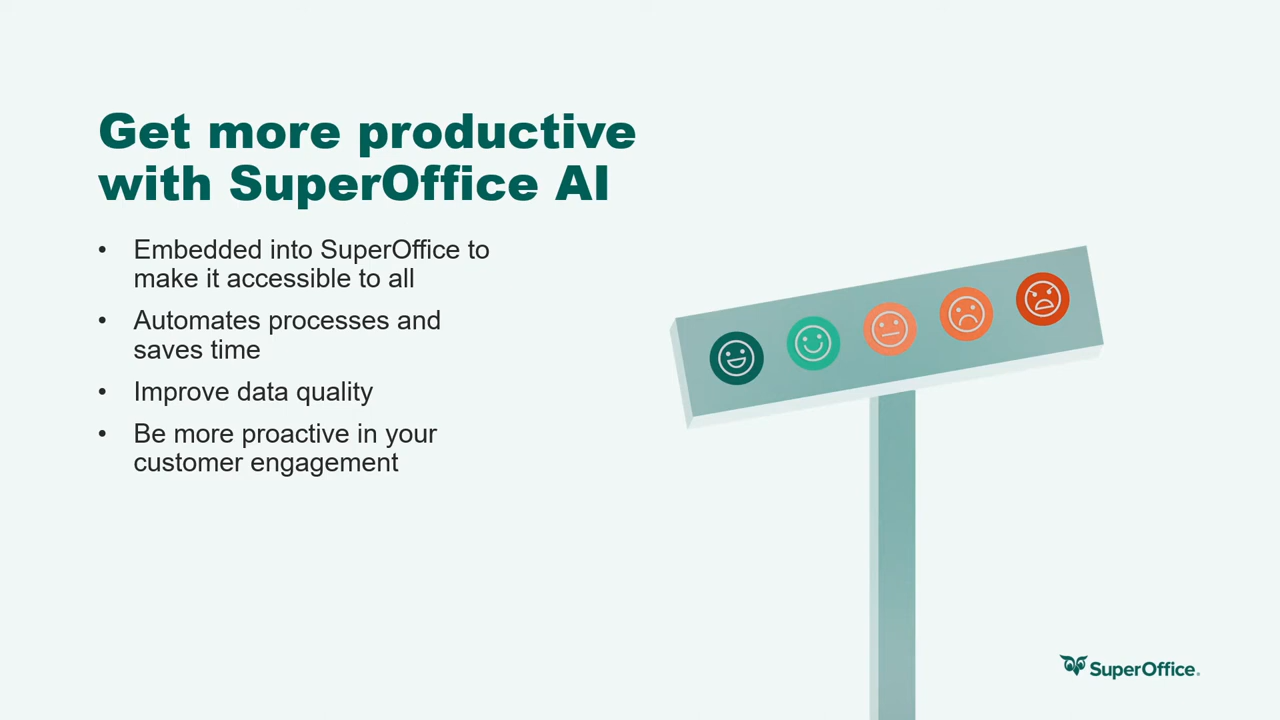 Get more productive
with SuperOffice AI
• Embedded into SuperOffice to
make it accessible to all
• Automates processes and
saves time
• Improve data quality
• Be more proactive in your
customer engagement
SuperOffice.